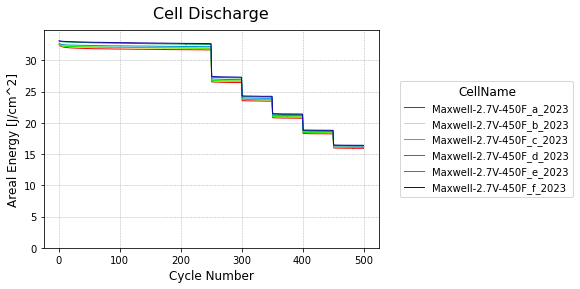 Cell Discharge
Areal Energy [J/cm^2]
30
25
20
15
10
5
0
0
100
200
300
400
500
Cycle Number
CellName
Maxwell-2.7V-450F_a_2023
Maxwell-2.7V-450F_b_2023
Maxwell-2.7V-450F_c_2023
Maxwell-2.7V-450F_d_2023
Maxwell-2.7V-450F_e_2023
Maxwell-2.7V-450F_f_2023